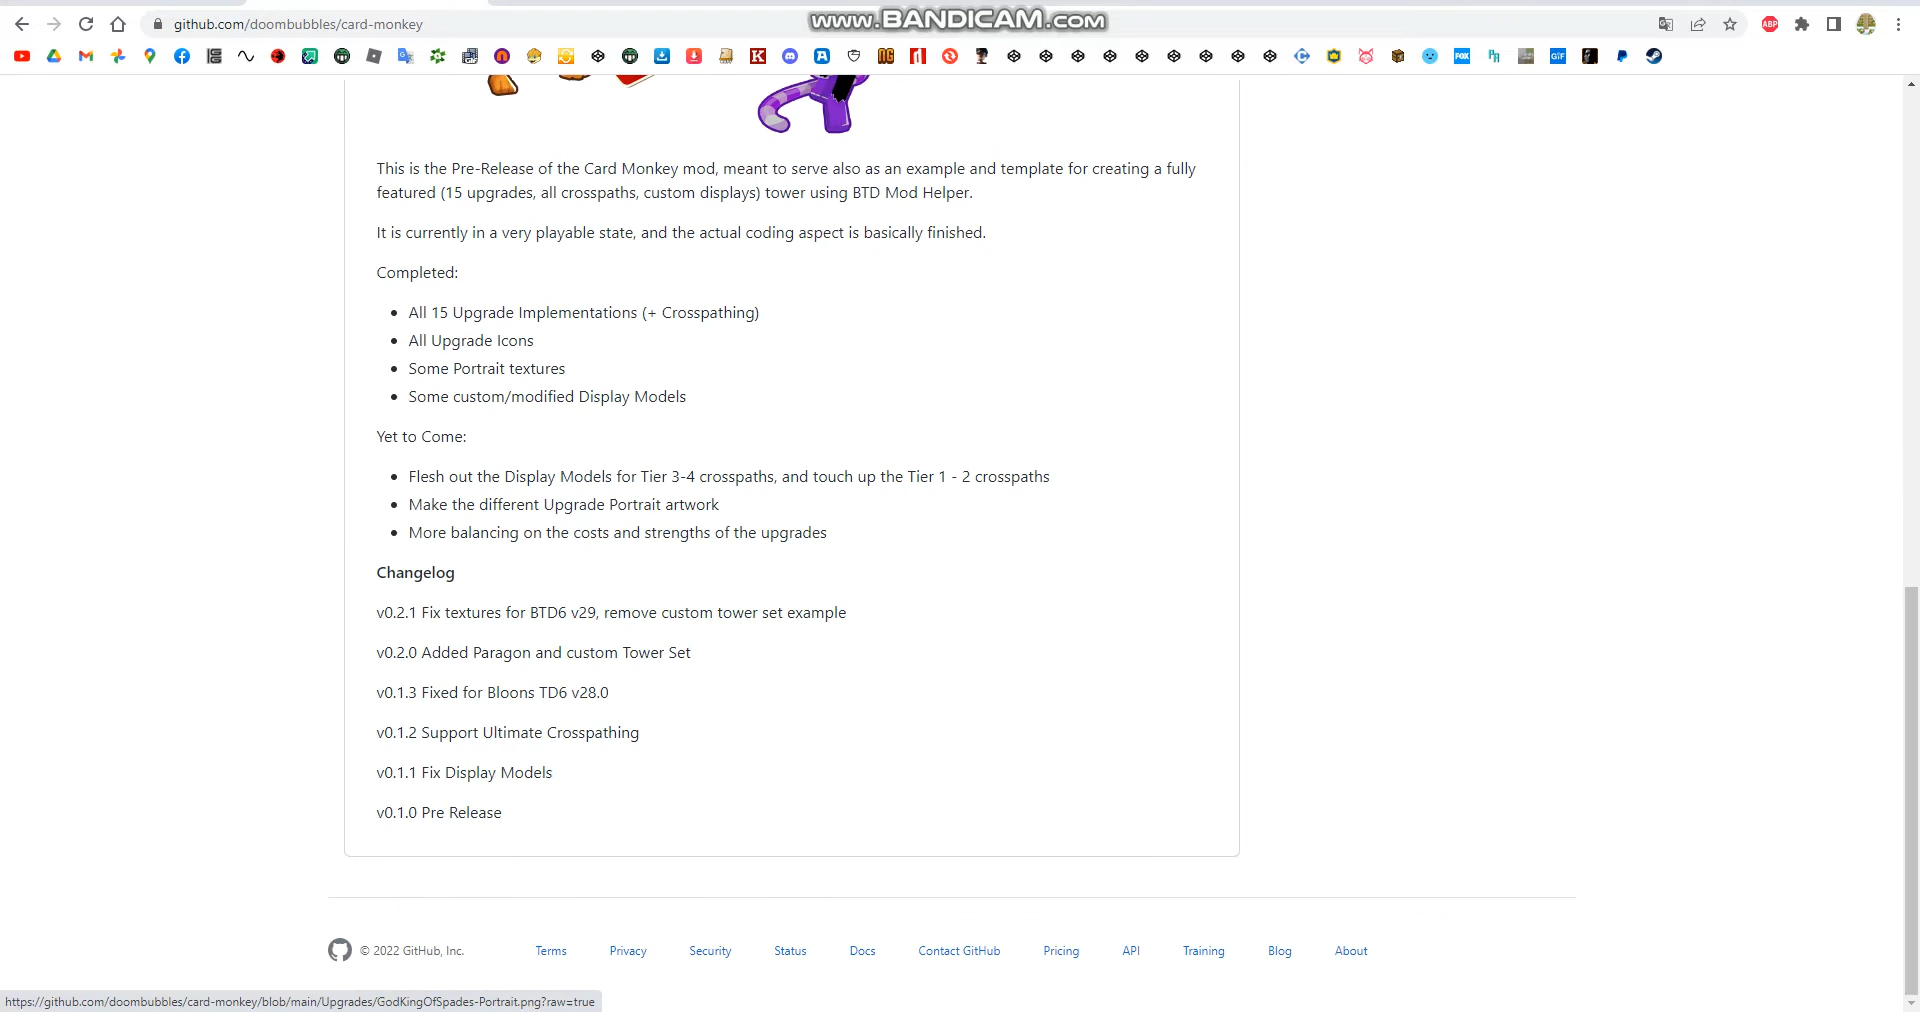 github.com/doombubbles/card-monkey
www.BANDICAM.com
ABP
This is the Pre-Release of the Card Monkey mod, meant to serve also as an example and template for creating a fully
featured (15 upgrades, all crosspaths, custom displays) tower using BTD Mod Helper.
It is currently in a very playable state, and the actual coding aspect is basically finished.
Completed:
All 15 Upgrade Implementations (+ Crosspathing)
All Upgrade Icons
Some Portrait textures
Some custom/modified Display Models
Yet to Come:
Flesh out the Display Models for Tier 3-4 crosspaths, and touch up the Tier 1 - 2 crosspaths
Make the different Upgrade Portrait artwork
More balancing on the costs and strengths of the upgrades
Changelog
v0.2.1 Fix textures for BTD6 v29, remove custom tower set example
v0.2.0 Added Paragon and custom Tower Set
v0.1.3 Fixed for Bloons TD6 v28.0
v0.1.2 Support Ultimate Crosspathing
v0.1.1 Fix Display Models
v0.1.0 Pre Release
© 2022 GitHub, Inc. Terms Privacy Security Status Docs Contact GitHub Pricing API Training Blog About
https://github.com/doombubbles/card-monkey/blob/main/Upgrades/GodKingOfSpades-Portrait.png?raw=true